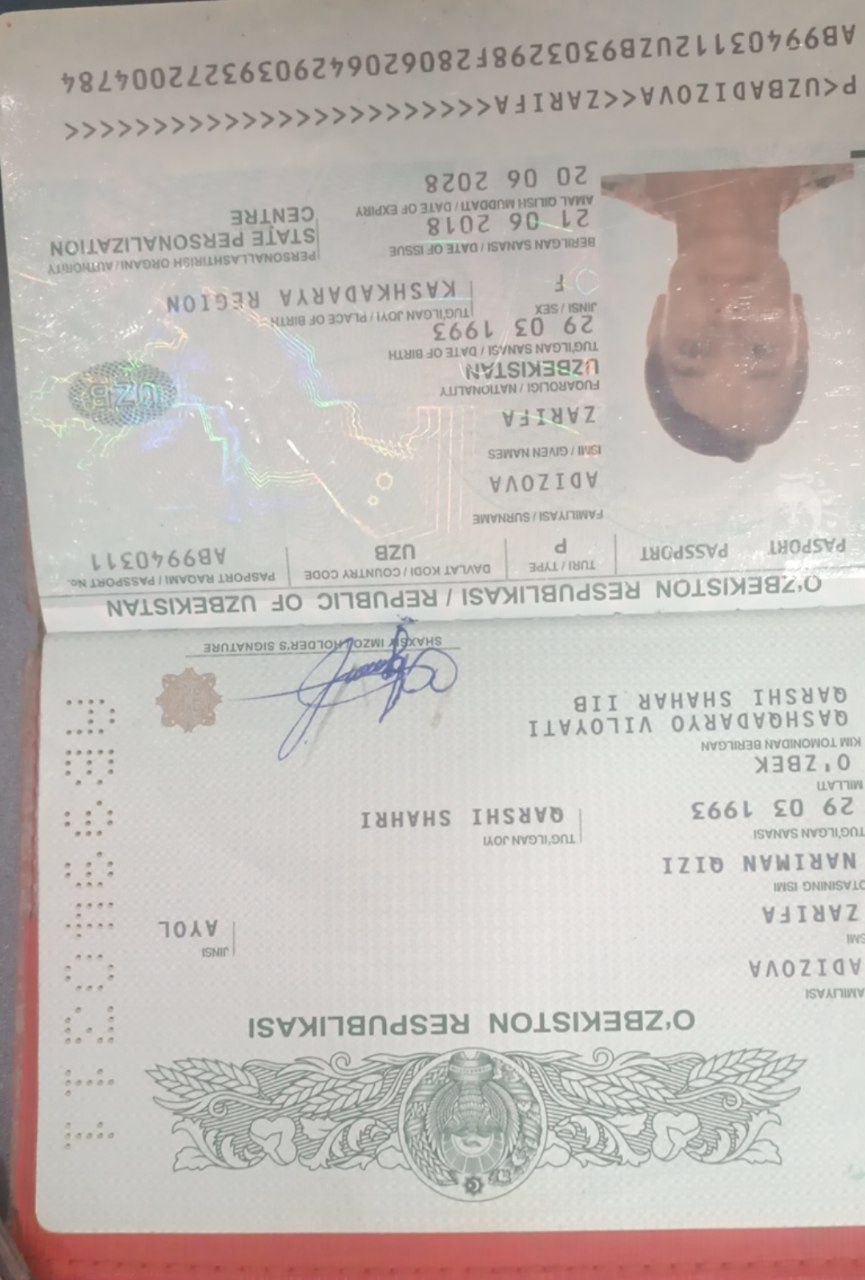 O'ZBEKISTON RESPUBLIKASI
FAMILIYASI
ADIZOVA
ISMI
ZARIFA
JINSI
AYOL
OTASINING ISMI
NARIMAN QIZI
TUG'ILGAN SANASI
29 03 1993
TUG'ILGAN JOYI
QARSHI SHAHRI
MILLATI
O'ZBEK
KIM TOMONIDAN BERILGAN
QASHQADARYO VILOYATI
QARSHI SHAHAR IIB
SHAXSIY IMZO / HOLDER'S SIGNATURE
AB9940311
O'ZBEKISTON RESPUBLIKASI / REPUBLIC OF UZBEKISTAN
PASPORT
PASSPORT
TURI / TYPE
P
DAVLAT KODI / COUNTRY CODE
UZB
PASPORT RAQAMI / PASSPORT No.
AB9940311
FAMILIYASI / SURNAME
ADIZOVA
ISMI / GIVEN NAMES
ZARIFA
FUQAROLIGI / NATIONALITY
UZBEKISTAN
UZB
TUG'ILGAN SANASI / DATE OF BIRTH
29 03 1993
JINSI / SEX
F
TUG'ILGAN JOYI / PLACE OF BIRTH
KASHKADARYA REGION
BERILGAN SANASI / DATE OF ISSUE
21 06 2018
PERSONALLASHTIRISH ORGANI / AUTHORITY
STATE PERSONALIZATION
CENTRE
AMAL QILISH MUDDATI / DATE OF EXPIRY
20 06 2028
P<UZBADIZOVA<<ZARIFA<<<<<<<<<<<<<<<<<<<<<<<<
AB99403112UZB9303298F28062064290393272004784